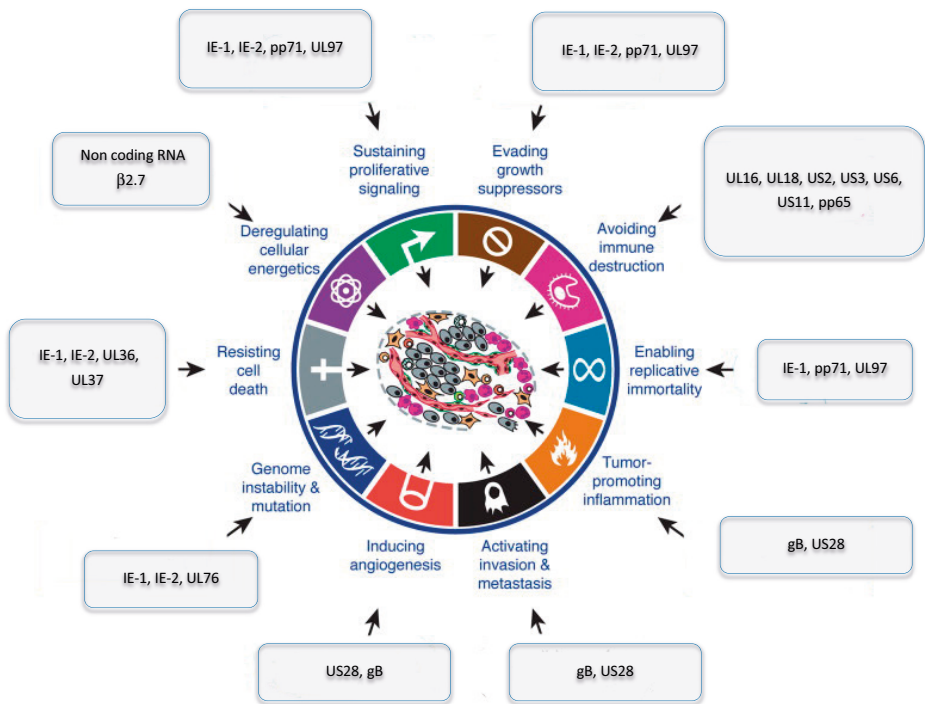 IE-1, IE-2, pp71, UL97
IE-1, IE-2, pp71, UL97
Non coding RNA
β2.7
Sustaining
proliferative
signaling
Evading
growth
suppressors
UL16, UL18, US2, US3, US6,
US11, pp65
Deregulating
cellular
energetics
Avoiding
immune
destruction
IE-1, IE-2, UL36,
UL37
Resisting
cell
death
Enabling
replicative
immortality
IE-1, pp71, UL97
Genome
instability &
mutation
Tumor-
promoting
inflammation
Inducing
angiogenesis
Activating
invasion &
metastasis
IE-1, IE-2, UL76
gB, US28
US28, gB
gB, US28